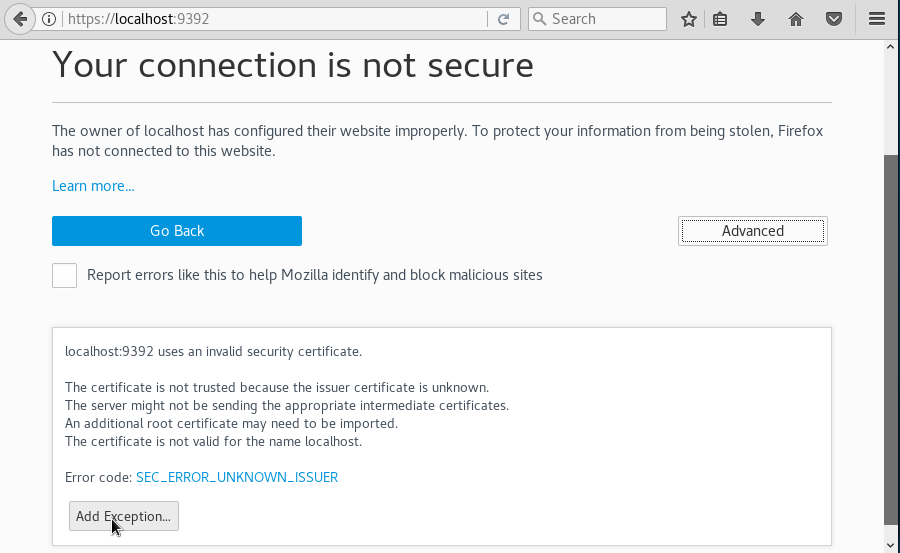 https://localhost:9392
Search
Your connection is not secure
The owner of localhost has configured their website improperly. To protect your information from being stolen, Firefox
has not connected to this website.
Learn more...
Go Back
Advanced
Report errors like this to help Mozilla identify and block malicious sites
localhost:9392 uses an invalid security certificate.
The certificate is not trusted because the issuer certificate is unknown.
The server might not be sending the appropriate intermediate certificates.
An additional root certificate may need to be imported.
The certificate is not valid for the name localhost.
Error code: SEC_ERROR_UNKNOWN_ISSUER
Add Exception...